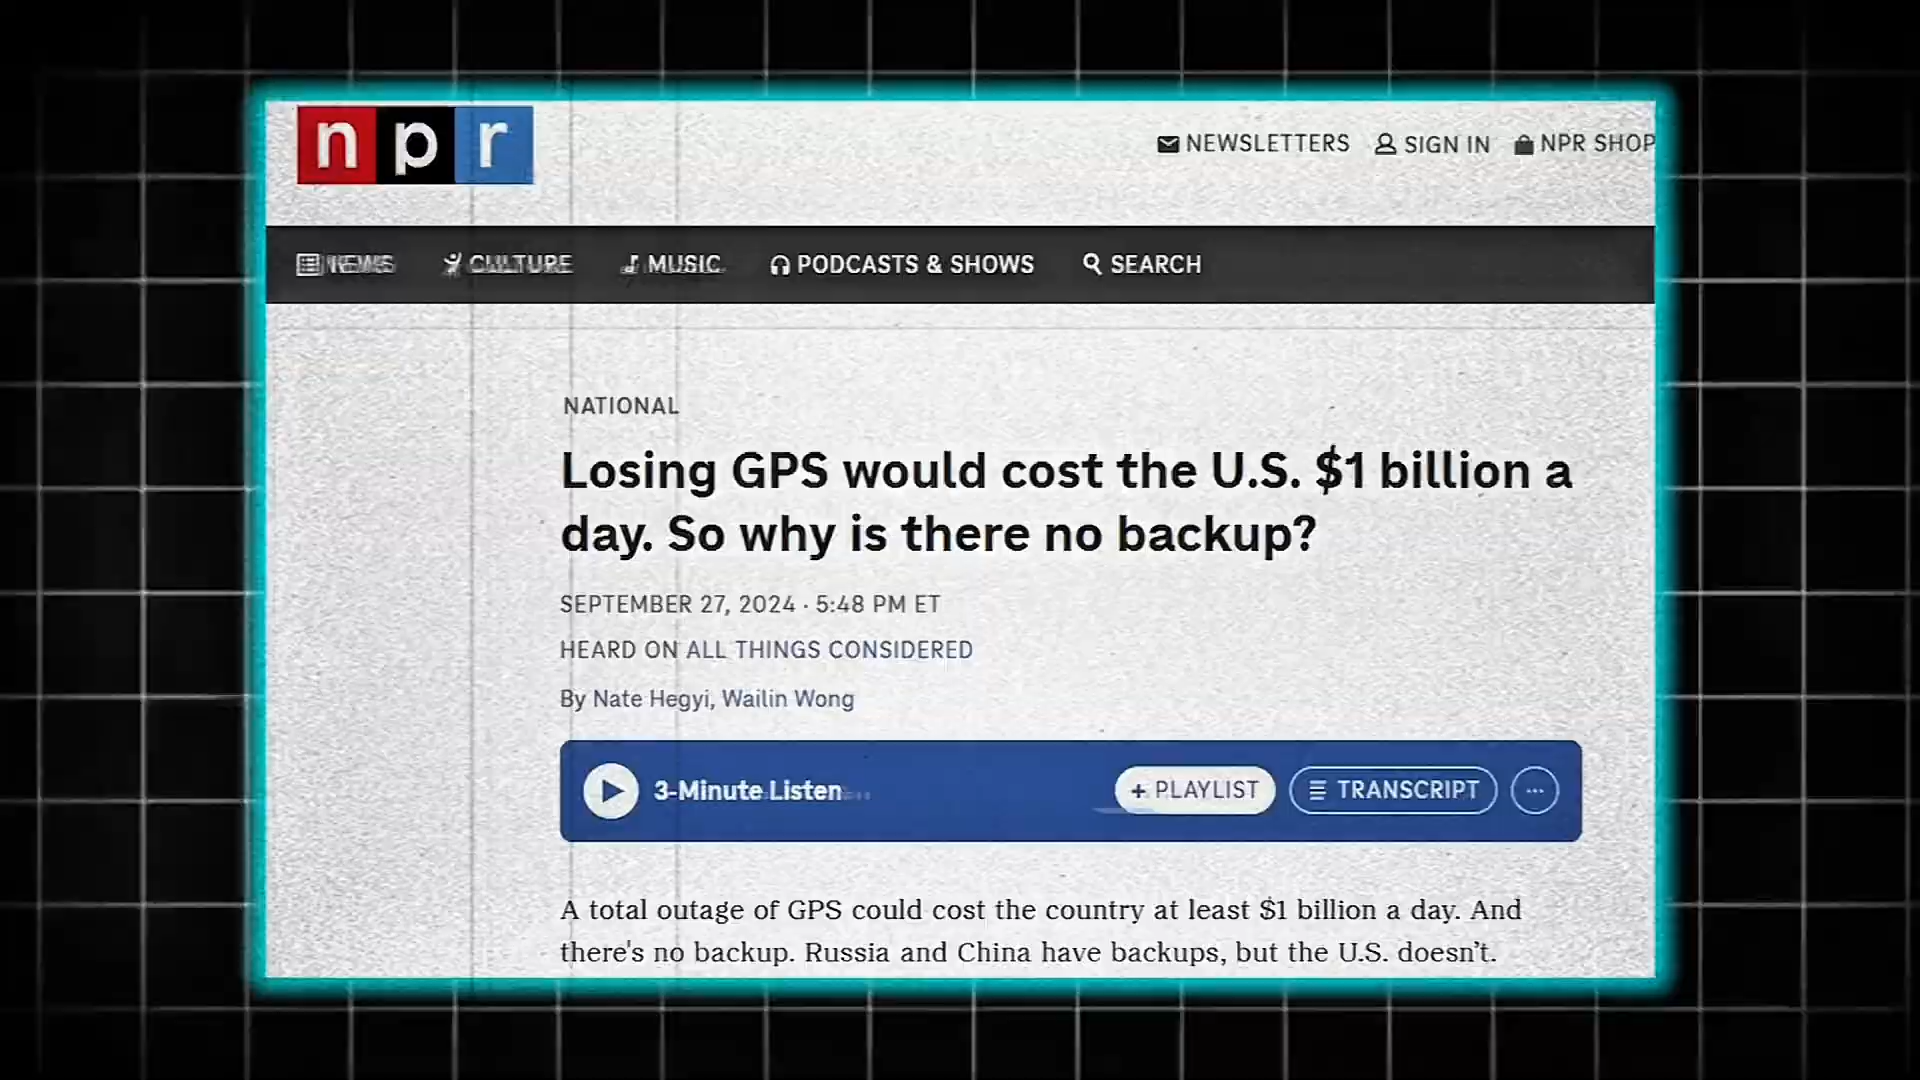 npr
NEWSLETTERS SIGN IN NPR SHOP
NEWS CULTURE MUSIC PODCASTS & SHOWS SEARCH
NATIONAL
Losing GPS would cost the U.S. $1 billion a
day. So why is there no backup?
SEPTEMBER 27, 2024 · 5:48 PM ET
HEARD ON ALL THINGS CONSIDERED
By Nate Hegyi, Wailin Wong
3-Minute Listen + PLAYLIST TRANSCRIPT
A total outage of GPS could cost the country at least $1 billion a day. And
there's no backup. Russia and China have backups, but the U.S. doesn’t.